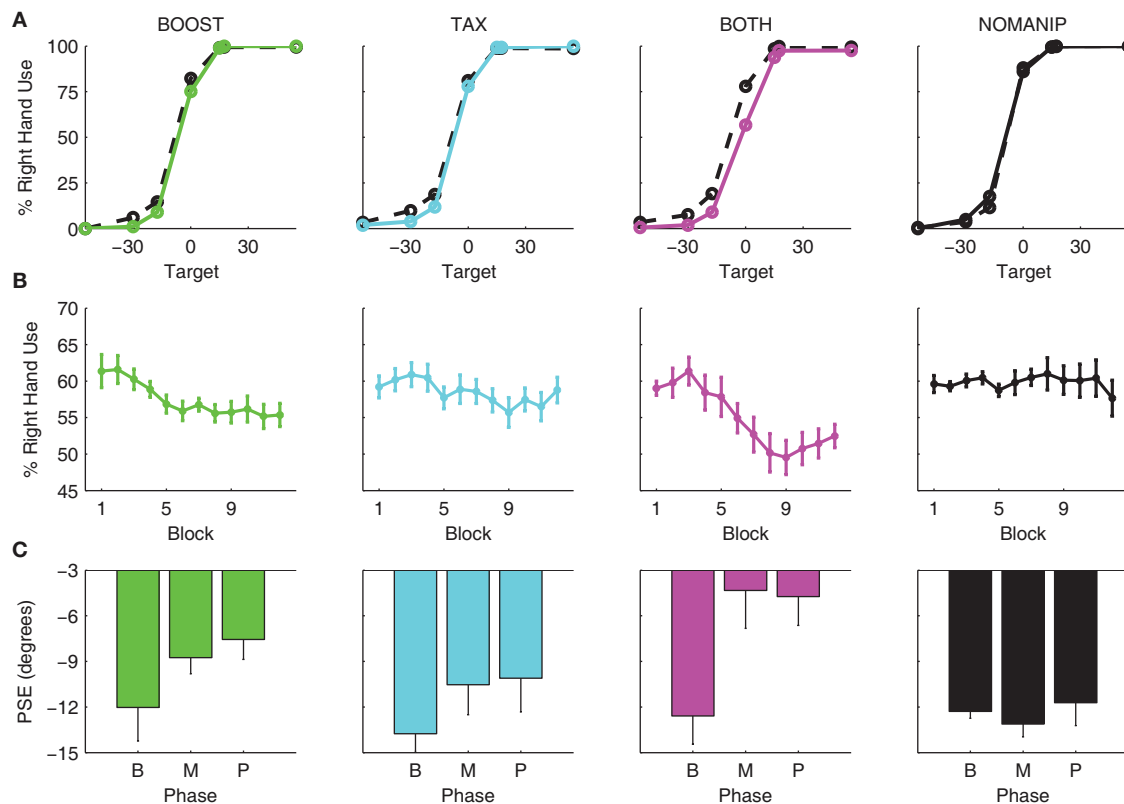 A
BOOST TAX BOTH NOMANIP
% Right Hand Use
100
75
50
25
0
−30 0 30 −30 0 30 −30 0 30 −30 0 30
Target Target Target Target
B
% Right Hand Use
70
65
60
55
50
45
1 5 9 1 5 9 1 5 9 1 5 9
Block Block Block Block
C
PSE (degrees)
−3
−6
−9
−12
−15
B M P B M P B M P B M P
Phase Phase Phase Phase